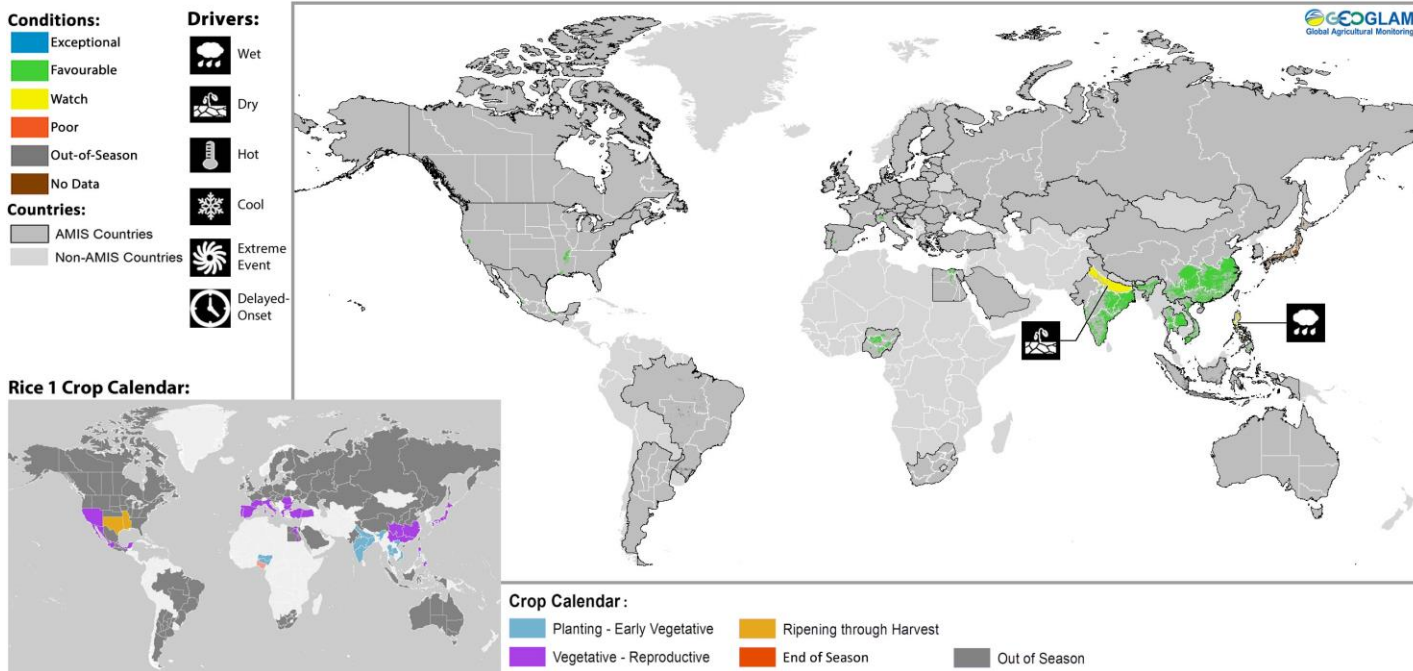 Conditions:
Exceptional
Favourable
Watch
Poor
Out-of-Season
No Data
Countries:
AMIS Countries
Non-AMIS Countries
Drivers:
Wet
Dry
Hot
Cool
Extreme
Event
Delayed-
Onset
GEOGLAM
Global Agricultural Monitoring
Rice 1 Crop Calendar:
Crop Calendar :
Planting - Early Vegetative
Ripening through Harvest
Vegetative - Reproductive
End of Season
Out of Season